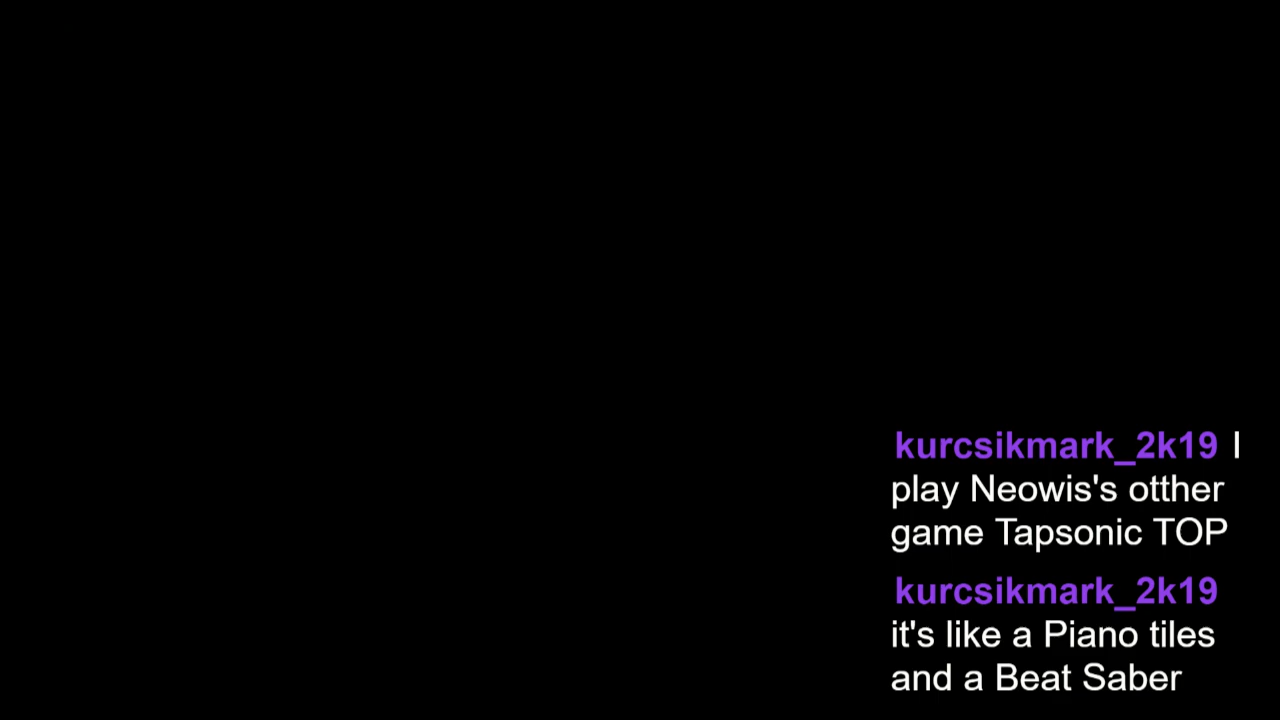 kurcsikmark_2k19 I
play Neowis's otther
game Tapsonic TOP
kurcsikmark_2k19
it's like a Piano tiles
and a Beat Saber